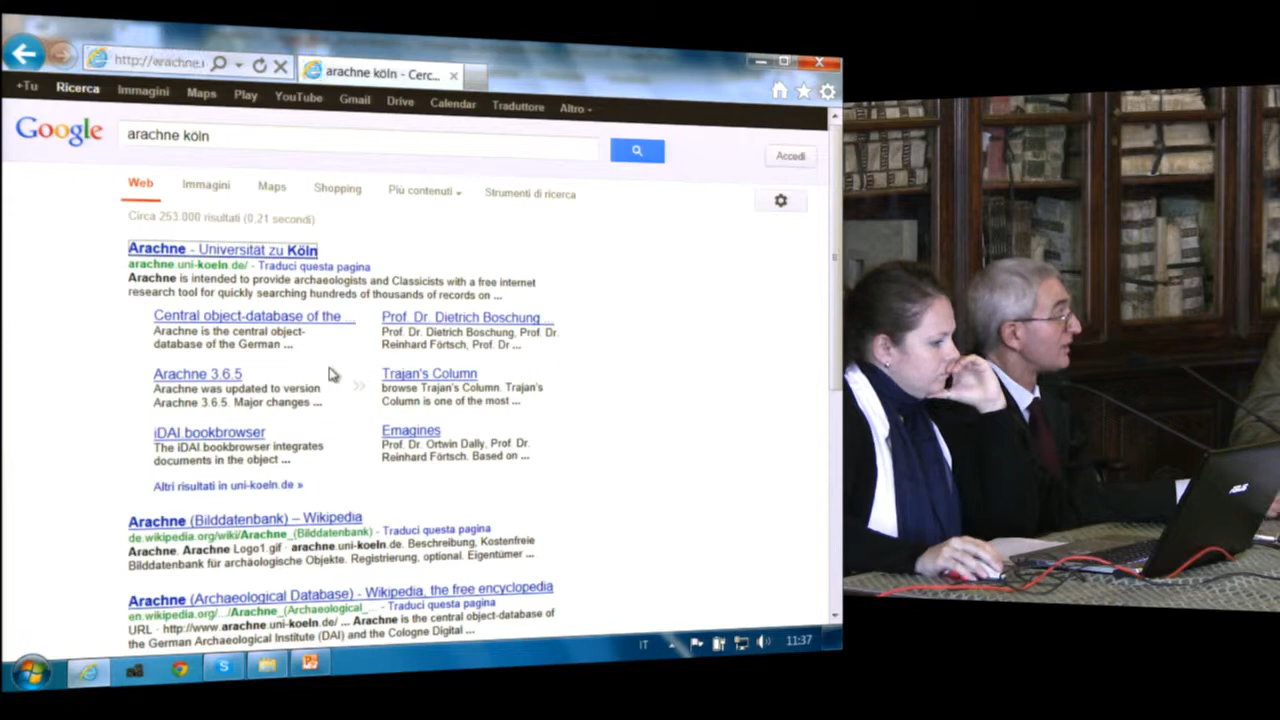 http://arachne.u
arachne köln - Cerc...
+Tu Ricerca Immagini Maps Play YouTube Gmail Drive Calendar Traduttore Altro
Google
arachne köln
Accedi
Web Immagini Maps Shopping Più contenuti Strumenti di ricerca
Circa 253.000 risultati (0,21 secondi)
Arachne - Universität zu Köln
arachne.uni-koeln.de/ - Traduci questa pagina
Arachne is intended to provide archaeologists and Classicists with a free internet
research tool for quickly searching hundreds of thousands of records on ...
Central object-database of the ...
Arachne is the central object-
database of the German ...
Prof. Dr. Dietrich Boschung ...
Prof. Dr. Dietrich Boschung, Prof. Dr.
Reinhard Förtsch, Prof. Dr ...
Arachne 3.6.5
Arachne was updated to version
Arachne 3.6.5. Major changes ...
Trajan's Column
browse Trajan's Column. Trajan's
Column is one of the most ...
iDAI.bookbrowser
The iDAI.bookbrowser integrates
documents in the object ...
Emagines
Prof. Dr. Ortwin Dally, Prof. Dr.
Reinhard Förtsch. Based on ...
Altri risultati in uni-koeln.de »
Arachne (Bilddatenbank) – Wikipedia
de.wikipedia.org/wiki/Arachne_(Bilddatenbank) - Traduci questa pagina
Arachne. Arachne Logo1.gif · arachne.uni-koeln.de. Beschreibung, Kostenfreie
Bilddatenbank für archäologische Objekte. Registrierung, optional. Eigentümer ...
Arachne (Archaeological Database) - Wikipedia, the free encyclopedia
en.wikipedia.org/.../Arachne_(Archaeological_... - Traduci questa pagina
URL · http://www.arachne.uni-koeln.de/ ... Arachne is the central object-database of
the German Archaeological Institute (DAI) and the Cologne Digital ...
IT
11:37
ASUS